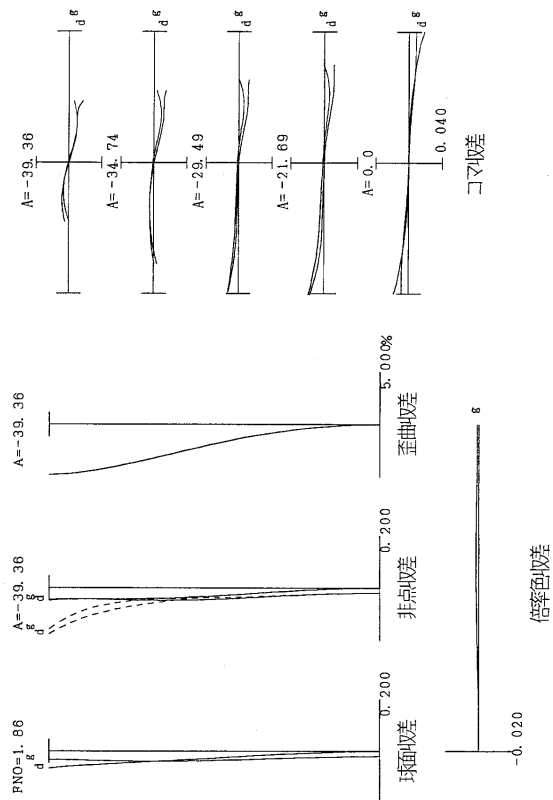 FNO=1.86
g
d
0.200
球面収差
A=-39.36
g
d
g
d
0.200
非点収差
A=-39.36
5.000%
歪曲収差
A=-39.36
g
d
A=-34.74
g
d
A=-29.49
g
d
A=-21.69
g
d
A=0.0
g
d
0.040
コマ収差
g
-0.020
倍率色収差